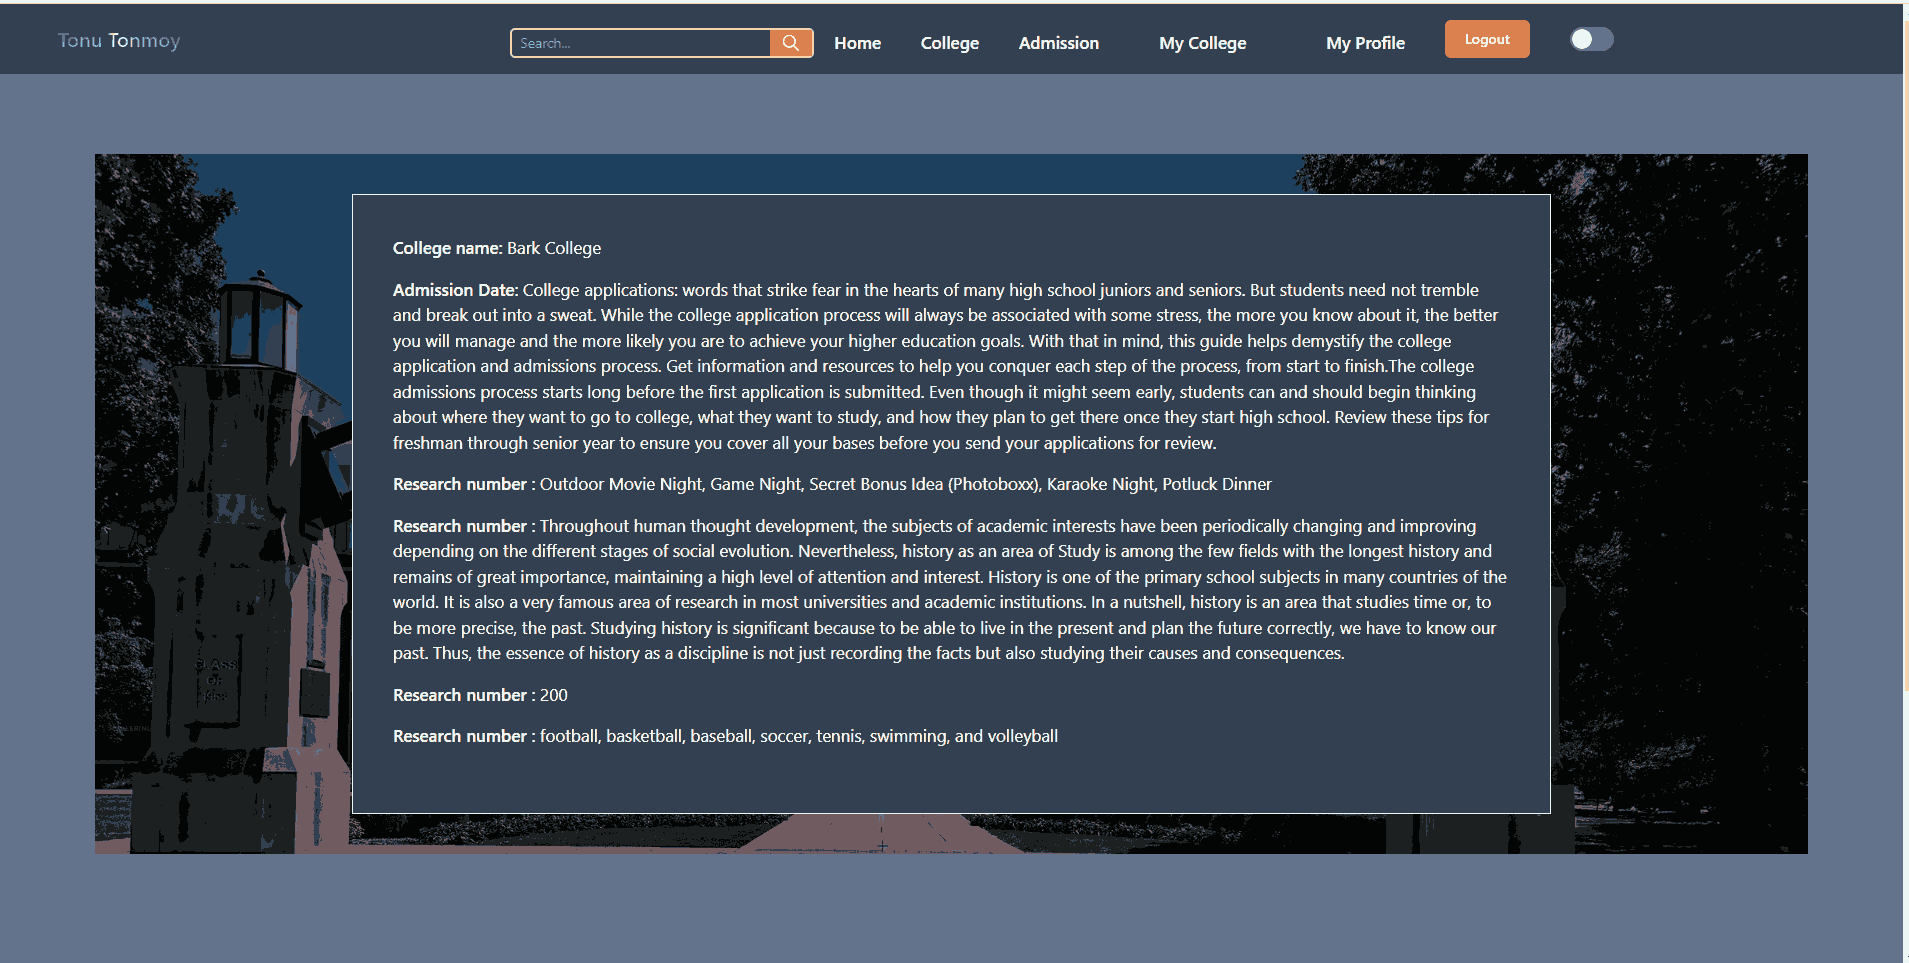 Tonu Tonmoy
Search...
Home
College
Admission
My College
My Profile
Logout
College name: Bark College
Admission Date: College applications: words that strike fear in the hearts of many high school juniors and seniors. But students need not tremble
and break out into a sweat. While the college application process will always be associated with some stress, the more you know about it, the better
you will manage and the more likely you are to achieve your higher education goals. With that in mind, this guide helps demystify the college
application and admissions process. Get information and resources to help you conquer each step of the process, from start to finish.The college
admissions process starts long before the first application is submitted. Even though it might seem early, students can and should begin thinking
about where they want to go to college, what they want to study, and how they plan to get there once they start high school. Review these tips for
freshman through senior year to ensure you cover all your bases before you send your applications for review.
Research number : Outdoor Movie Night, Game Night, Secret Bonus Idea (Photoboxx), Karaoke Night, Potluck Dinner
Research number : Throughout human thought development, the subjects of academic interests have been periodically changing and improving
depending on the different stages of social evolution. Nevertheless, history as an area of Study is among the few fields with the longest history and
remains of great importance, maintaining a high level of attention and interest. History is one of the primary school subjects in many countries of the
world. It is also a very famous area of research in most universities and academic institutions. In a nutshell, history is an area that studies time or, to
be more precise, the past. Studying history is significant because to be able to live in the present and plan the future correctly, we have to know our
past. Thus, the essence of history as a discipline is not just recording the facts but also studying their causes and consequences.
Research number : 200
Research number : football, basketball, baseball, soccer, tennis, swimming, and volleyball
CLASS
OF